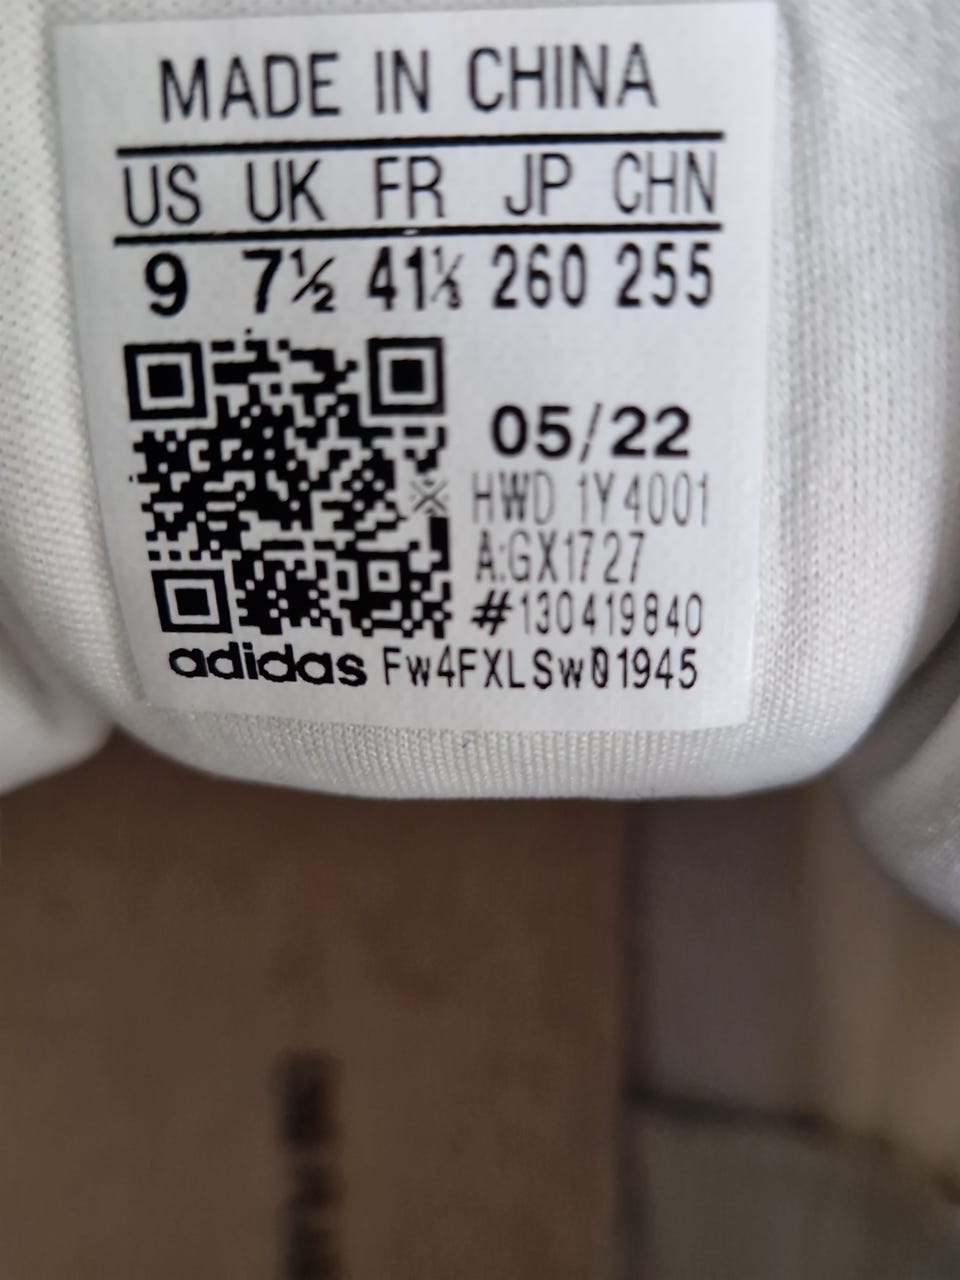 MADE IN CHINA
US UK FR JP CHN
9 7½ 41⅓ 260 255
05/22
HWD 1Y4001
A:GX1727
#130419840
adidas Fw4FXLSw01945